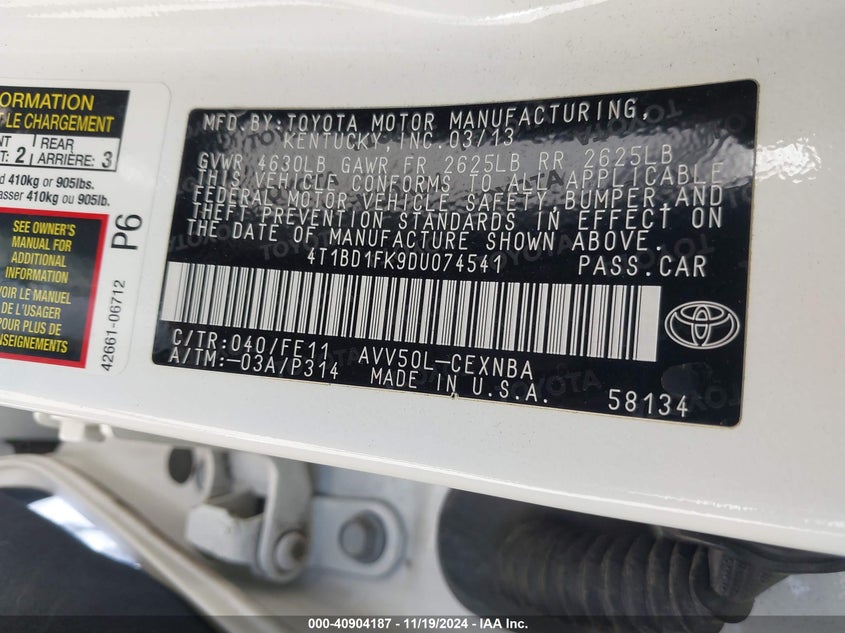 ORMATION
T LE CHARGEMENT
NT REAR
T: 2 ARRIÈRE: 3
d 410kg or 905lbs.
asser 410kg ou 905lb.
SEE OWNER'S
MANUAL FOR
ADDITIONAL
INFORMATION
VOIR LE MANUEL
DE L'USAGER
POUR PLUS DE
NSEIGNEMENTS
P6
42661-06712
MFD.BY:TOYOTA MOTOR MANUFACTURING,
KENTUCKY,INC.03/13
GVWR 4630LB GAWR FR 2625LB RR 2625LB
THIS VEHICLE CONFORMS TO ALL APPLICABLE
FEDERAL MOTOR VEHICLE SAFETY,BUMPER,AND
THEFT PREVENTION STANDARDS IN EFFECT ON
THE DATE OF MANUFACTURE SHOWN ABOVE.
4T1BD1FK9DU074541 PASS.CAR
C/TR:040/FE11 AVV50L-CEXNBA
A/TM:-03A/P314 MADE IN U.S.A.
58134
000-40904187 - 11/19/2024 - IAA Inc.